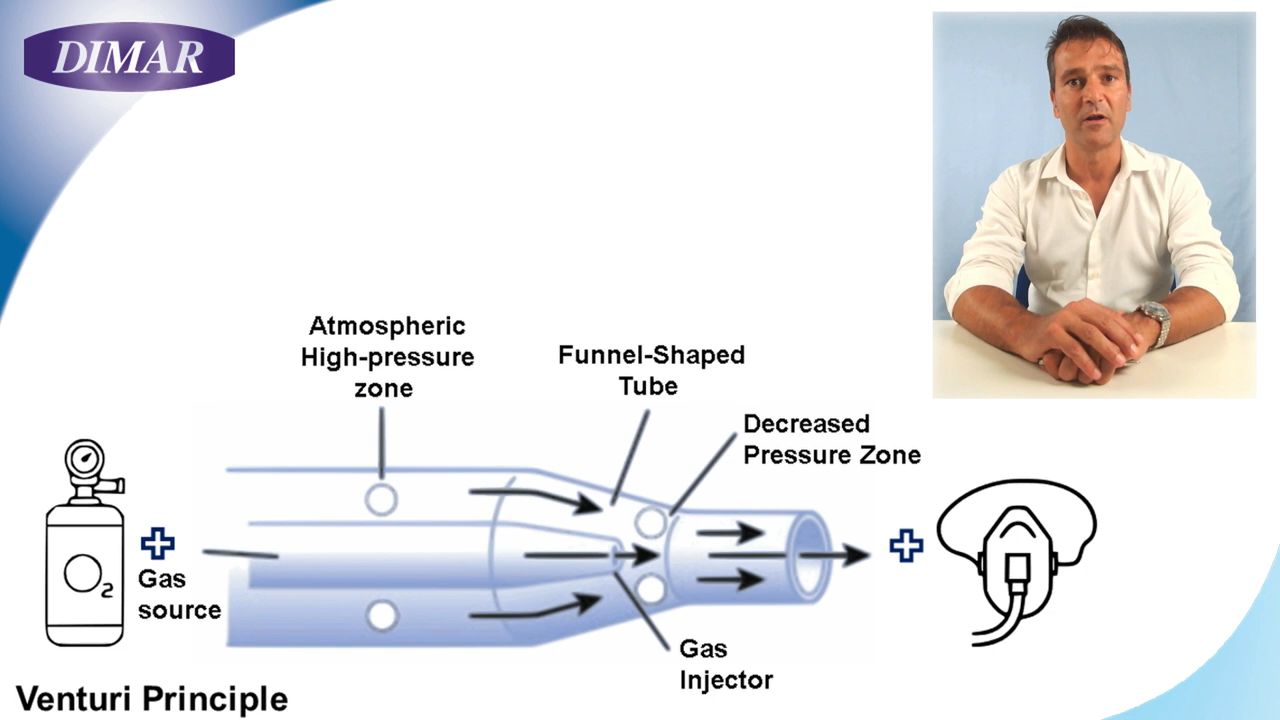 DIMAR
Atmospheric
High-pressure
zone
Funnel-Shaped
Tube
Decreased
Pressure Zone
O2
Gas
source
Gas
Injector
Venturi Principle